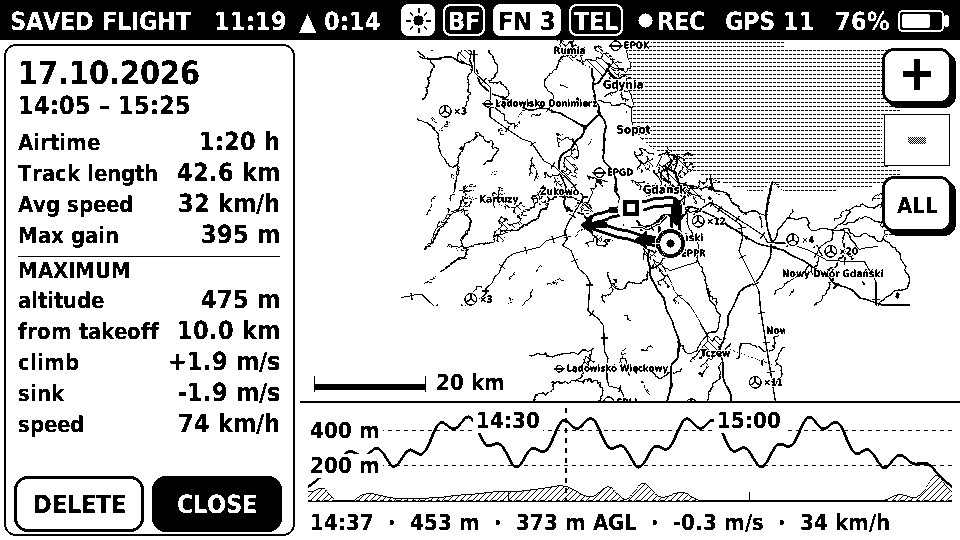 SAVED FLIGHT 11:19 ▲ 0:14 BF FN 3 TEL ●REC GPS 11 76%
17.10.2026
14:05 – 15:25
Airtime 1:20 h
Track length 42.6 km
Avg speed 32 km/h
Max gain 395 m
MAXIMUM
altitude 475 m
from takeoff 10.0 km
climb +1.9 m/s
sink -1.9 m/s
speed 74 km/h
DELETE CLOSE
Rumia
EPOK
Gdynia
×3
Lądowisko Donimierz
Sopot
EPGD
Żukowo
Gdańsk
Kartuzy
×12
×4
×20
Nowy Dwór Gdański
×3
Tczew
Lądowisko Więckowy
×11
+
ALL
20 km
400 m
200 m
14:30
15:00
14:37 · 453 m · 373 m AGL · -0.3 m/s · 34 km/h